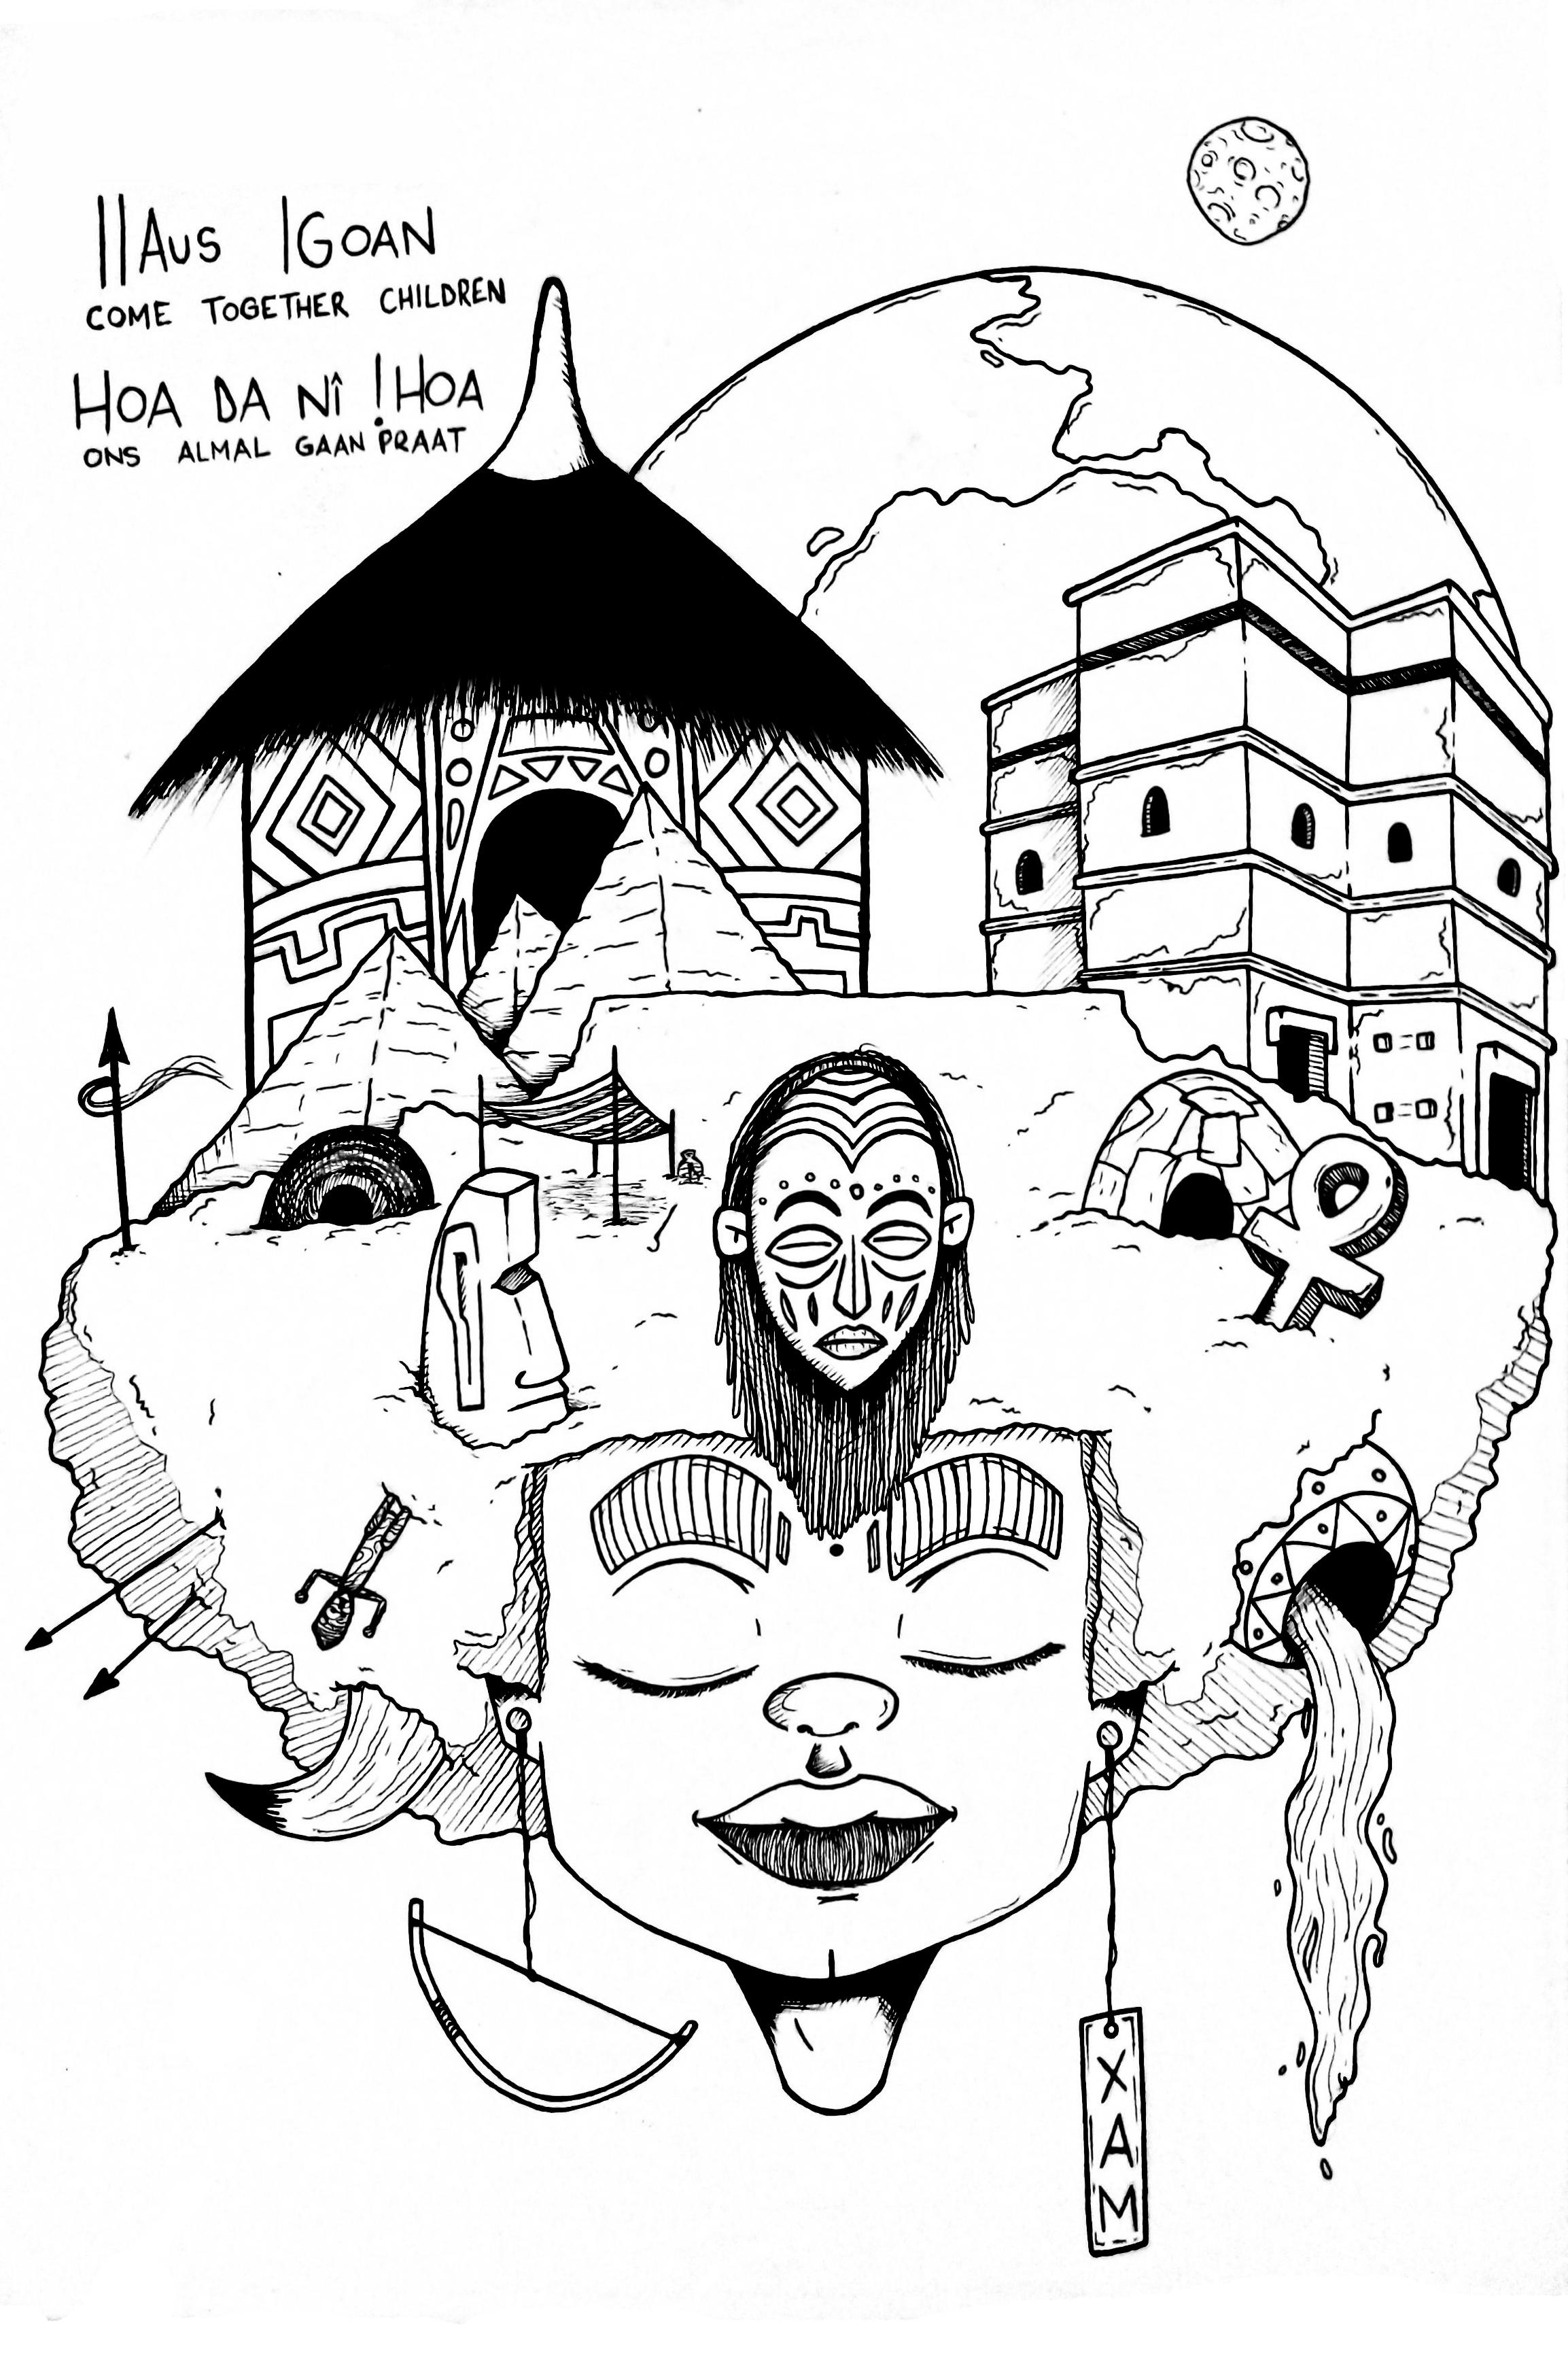 ||Aus |GOAN
COME TOGETHER CHILDREN
HOA DA NÎ !HOA
ONS ALMAL GAAN PRAAT
XAM